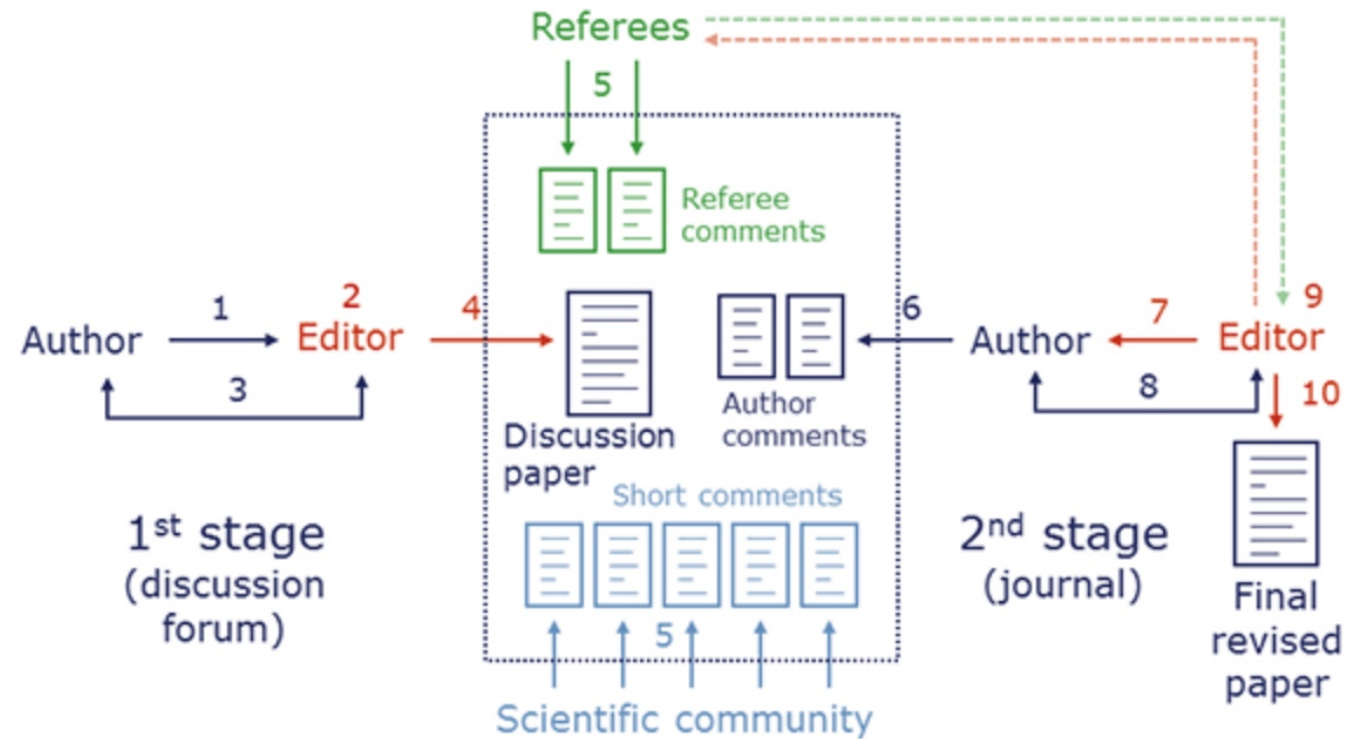 Referees
5
Referee
comments
1
2
4
6
7
9
Author
Editor
Author
Editor
3
8
10
Discussion
paper
Author
comments
Short comments
1st stage
(discussion
forum)
2nd stage
(journal)
Final
revised
paper
5
Scientific community